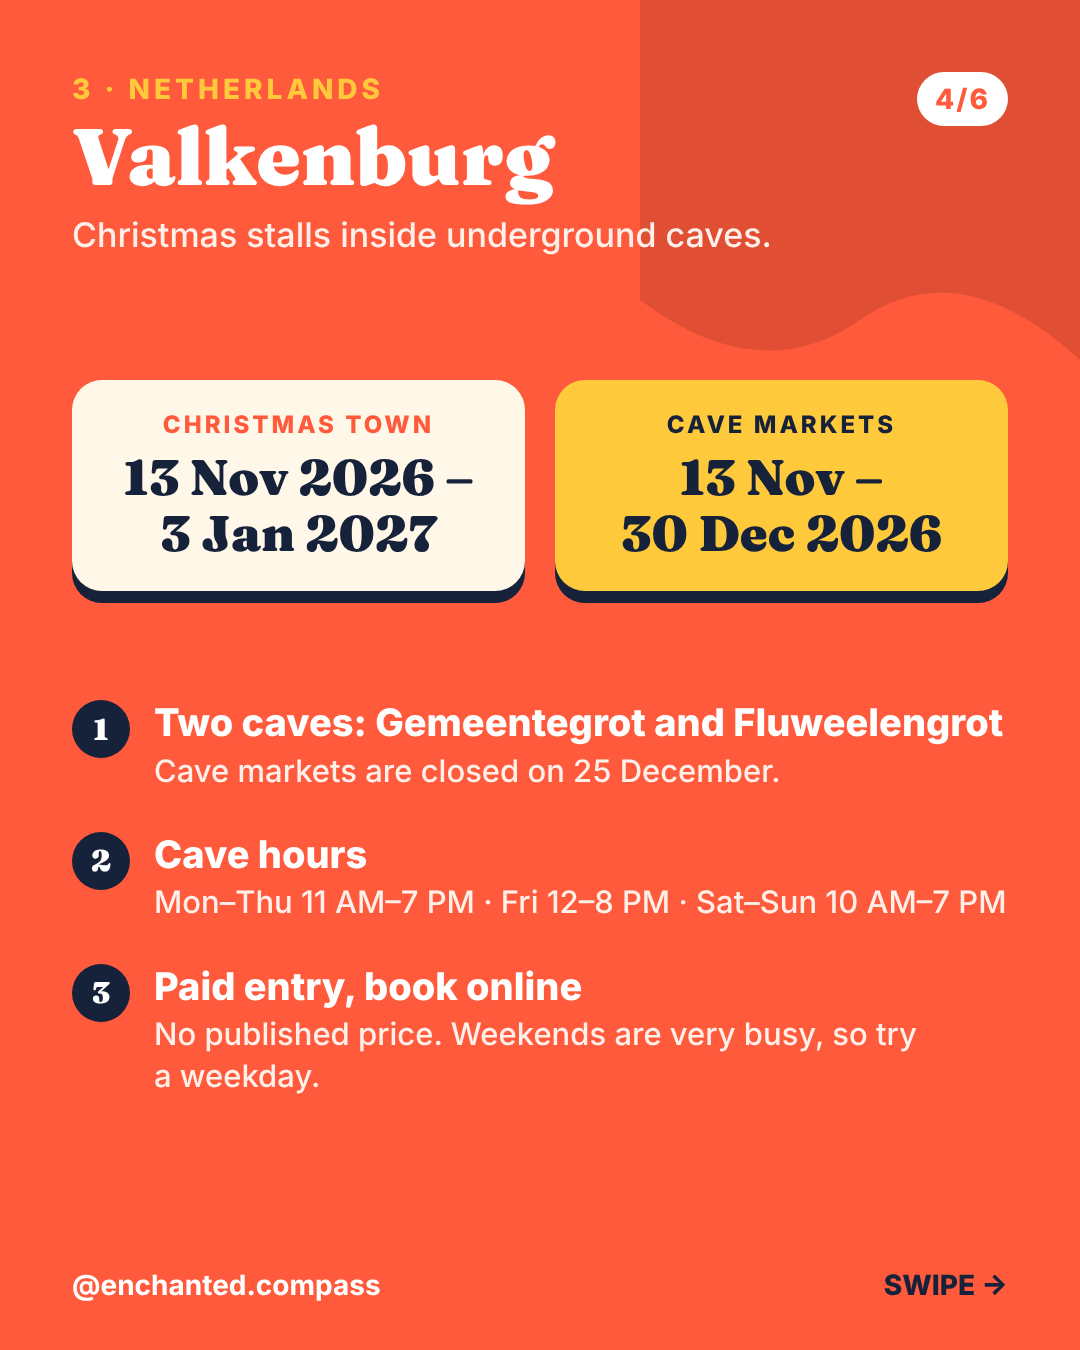 3 · NETHERLANDS
4/6
Valkenburg
Christmas stalls inside underground caves.
CHRISTMAS TOWN
13 Nov 2026 –
3 Jan 2027
CAVE MARKETS
13 Nov –
30 Dec 2026
1
Two caves: Gemeentegrot and Fluweelengrot
Cave markets are closed on 25 December.
2
Cave hours
Mon–Thu 11 AM–7 PM · Fri 12–8 PM · Sat–Sun 10 AM–7 PM
3
Paid entry, book online
No published price. Weekends are very busy, so try
a weekday.
@enchanted.compass
SWIPE →